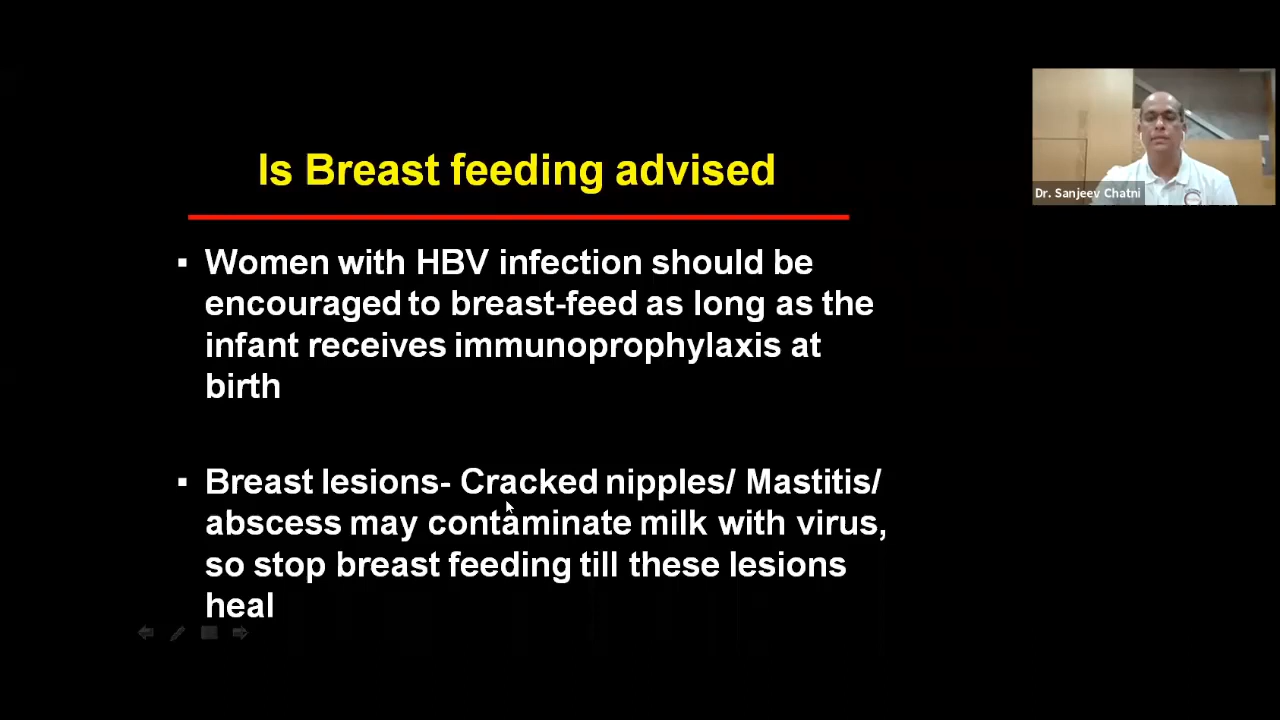 Is Breast feeding advised
Dr. Sanjeev Chatni
▪ Women with HBV infection should be
encouraged to breast-feed as long as the
infant receives immunoprophylaxis at
birth
▪ Breast lesions- Cracked nipples/ Mastitis/
abscess may contaminate milk with virus,
so stop breast feeding till these lesions
heal